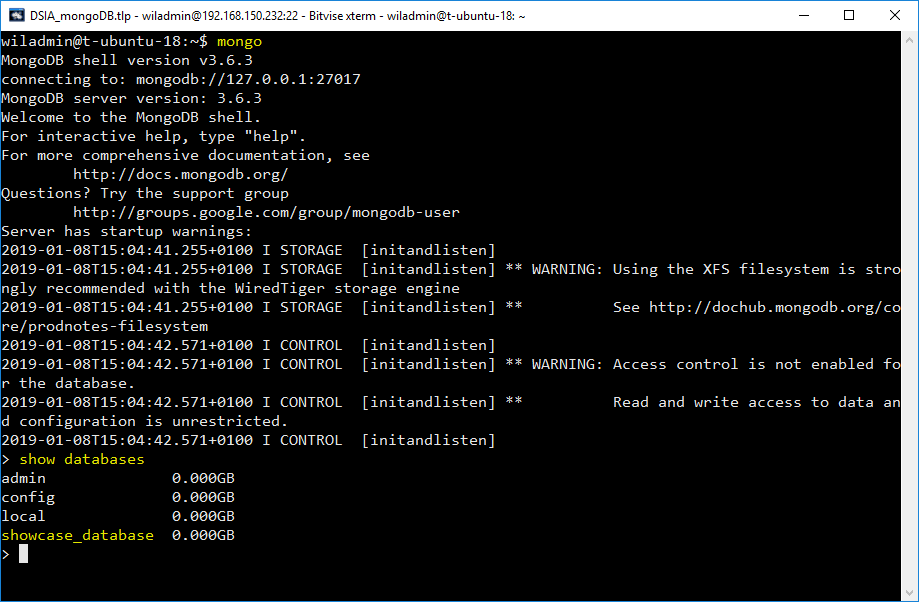 DSIA_mongoDB.tlp - wiladmin@192.168.150.232:22 - Bitvise xterm - wiladmin@t-ubuntu-18: ~
wiladmin@t-ubuntu-18:~$ mongo
MongoDB shell version v3.6.3
connecting to: mongodb://127.0.0.1:27017
MongoDB server version: 3.6.3
Welcome to the MongoDB shell.
For interactive help, type "help".
For more comprehensive documentation, see
        http://docs.mongodb.org/
Questions? Try the support group
        http://groups.google.com/group/mongodb-user
Server has startup warnings:
2019-01-08T15:04:41.255+0100 I STORAGE  [initandlisten]
2019-01-08T15:04:41.255+0100 I STORAGE  [initandlisten] ** WARNING: Using the XFS filesystem is stro
ngly recommended with the WiredTiger storage engine
2019-01-08T15:04:41.255+0100 I STORAGE  [initandlisten] **          See http://dochub.mongodb.org/co
re/prodnotes-filesystem
2019-01-08T15:04:42.571+0100 I CONTROL  [initandlisten]
2019-01-08T15:04:42.571+0100 I CONTROL  [initandlisten] ** WARNING: Access control is not enabled fo
r the database.
2019-01-08T15:04:42.571+0100 I CONTROL  [initandlisten] **          Read and write access to data an
d configuration is unrestricted.
2019-01-08T15:04:42.571+0100 I CONTROL  [initandlisten]
> show databases
admin              0.000GB
config             0.000GB
local              0.000GB
showcase_database  0.000GB
>